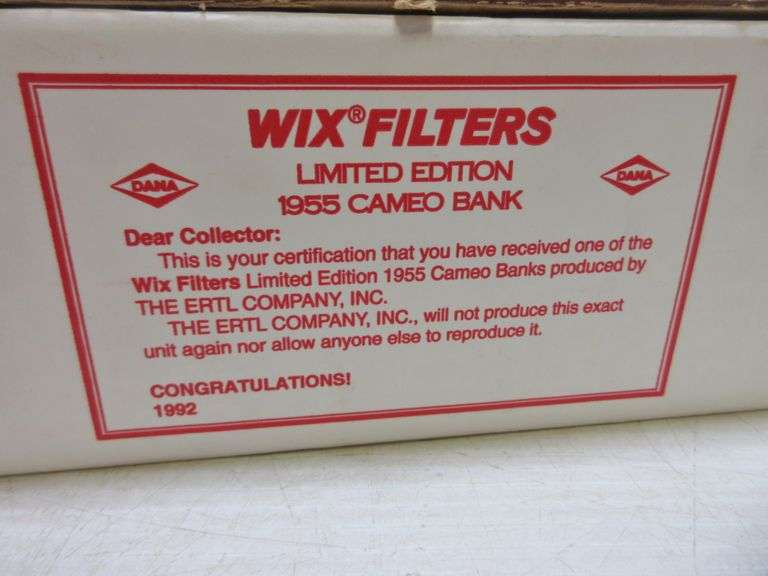 WIX® FILTERS
LIMITED EDITION
1955 CAMEO BANK
DANA
DANA
Dear Collector:
This is your certification that you have received one of the
Wix Filters Limited Edition 1955 Cameo Banks produced by
THE ERTL COMPANY, INC.
THE ERTL COMPANY, INC., will not produce this exact
unit again nor allow anyone else to reproduce it.
CONGRATULATIONS!
1992